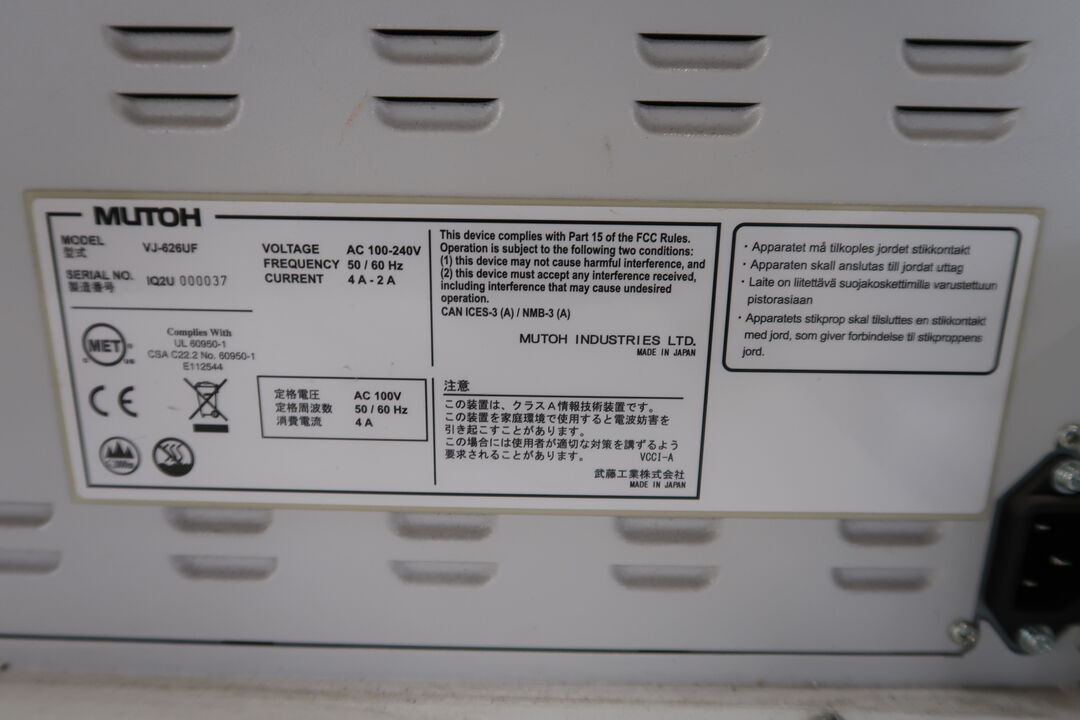 MUTOH
MODEL
型式
VJ-626UF
SERIAL NO.
製造番号
IQ2U 000037
VOLTAGE AC 100-240V
FREQUENCY 50 / 60 Hz
CURRENT 4 A - 2 A
MET
c us
Complies With
UL 60950-1
CSA C22.2 No. 60950-1
E112544
CE
定格電圧 AC 100V
定格周波数 50 / 60 Hz
消費電流 4 A
This device complies with Part 15 of the FCC Rules.
Operation is subject to the following two conditions:
(1) this device may not cause harmful interference, and
(2) this device must accept any interference received,
including interference that may cause undesired
operation.
CAN ICES-3 (A) / NMB-3 (A)
MUTOH INDUSTRIES LTD.
MADE IN JAPAN
注意
この装置は、クラスA情報技術装置です。
この装置を家庭環境で使用すると電波妨害を
引き起こすことがあります。
この場合には使用者が適切な対策を講ずるよう
要求されることがあります。 VCCI-A
武藤工業株式会社
MADE IN JAPAN
· Apparatet må tilkoples jordet stikkontakt
· Apparaten skall anslutas till jordat uttag
· Laite on liitettävä suojakoskettimilla varustettuun
pistorasiaan
· Apparatets stikprop skal tilsluttes en stikkontakt
med jord, som giver forbindelse til stikproppens
jord.